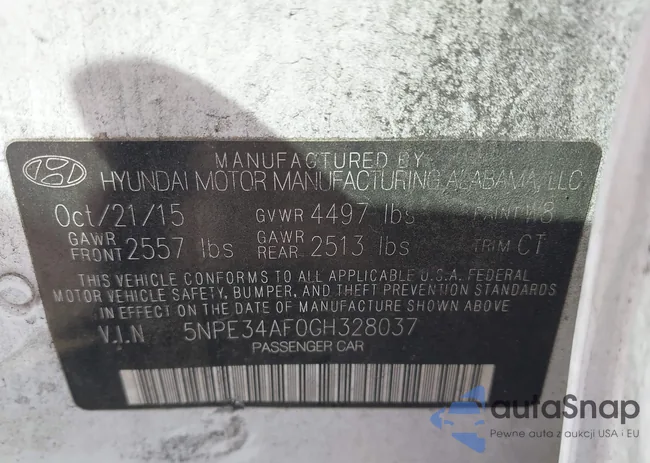 MANUFACTURED BY
HYUNDAI MOTOR MANUFACTURING ALABAMA, LLC
Oct/21/15 GVWR 4497 lbs PAINT W8
GAWR FRONT 2557 lbs GAWR REAR 2513 lbs TRIM CT
THIS VEHICLE CONFORMS TO ALL APPLICABLE U.S.A. FEDERAL
MOTOR VEHICLE SAFETY, BUMPER, AND THEFT PREVENTION STANDARDS
IN EFFECT ON THE DATE OF MANUFACTURE SHOWN ABOVE
V.I.N 5NPE34AF0GH328037
PASSENGER CAR
autaSnap
Pewne auta z aukcji USA i EU